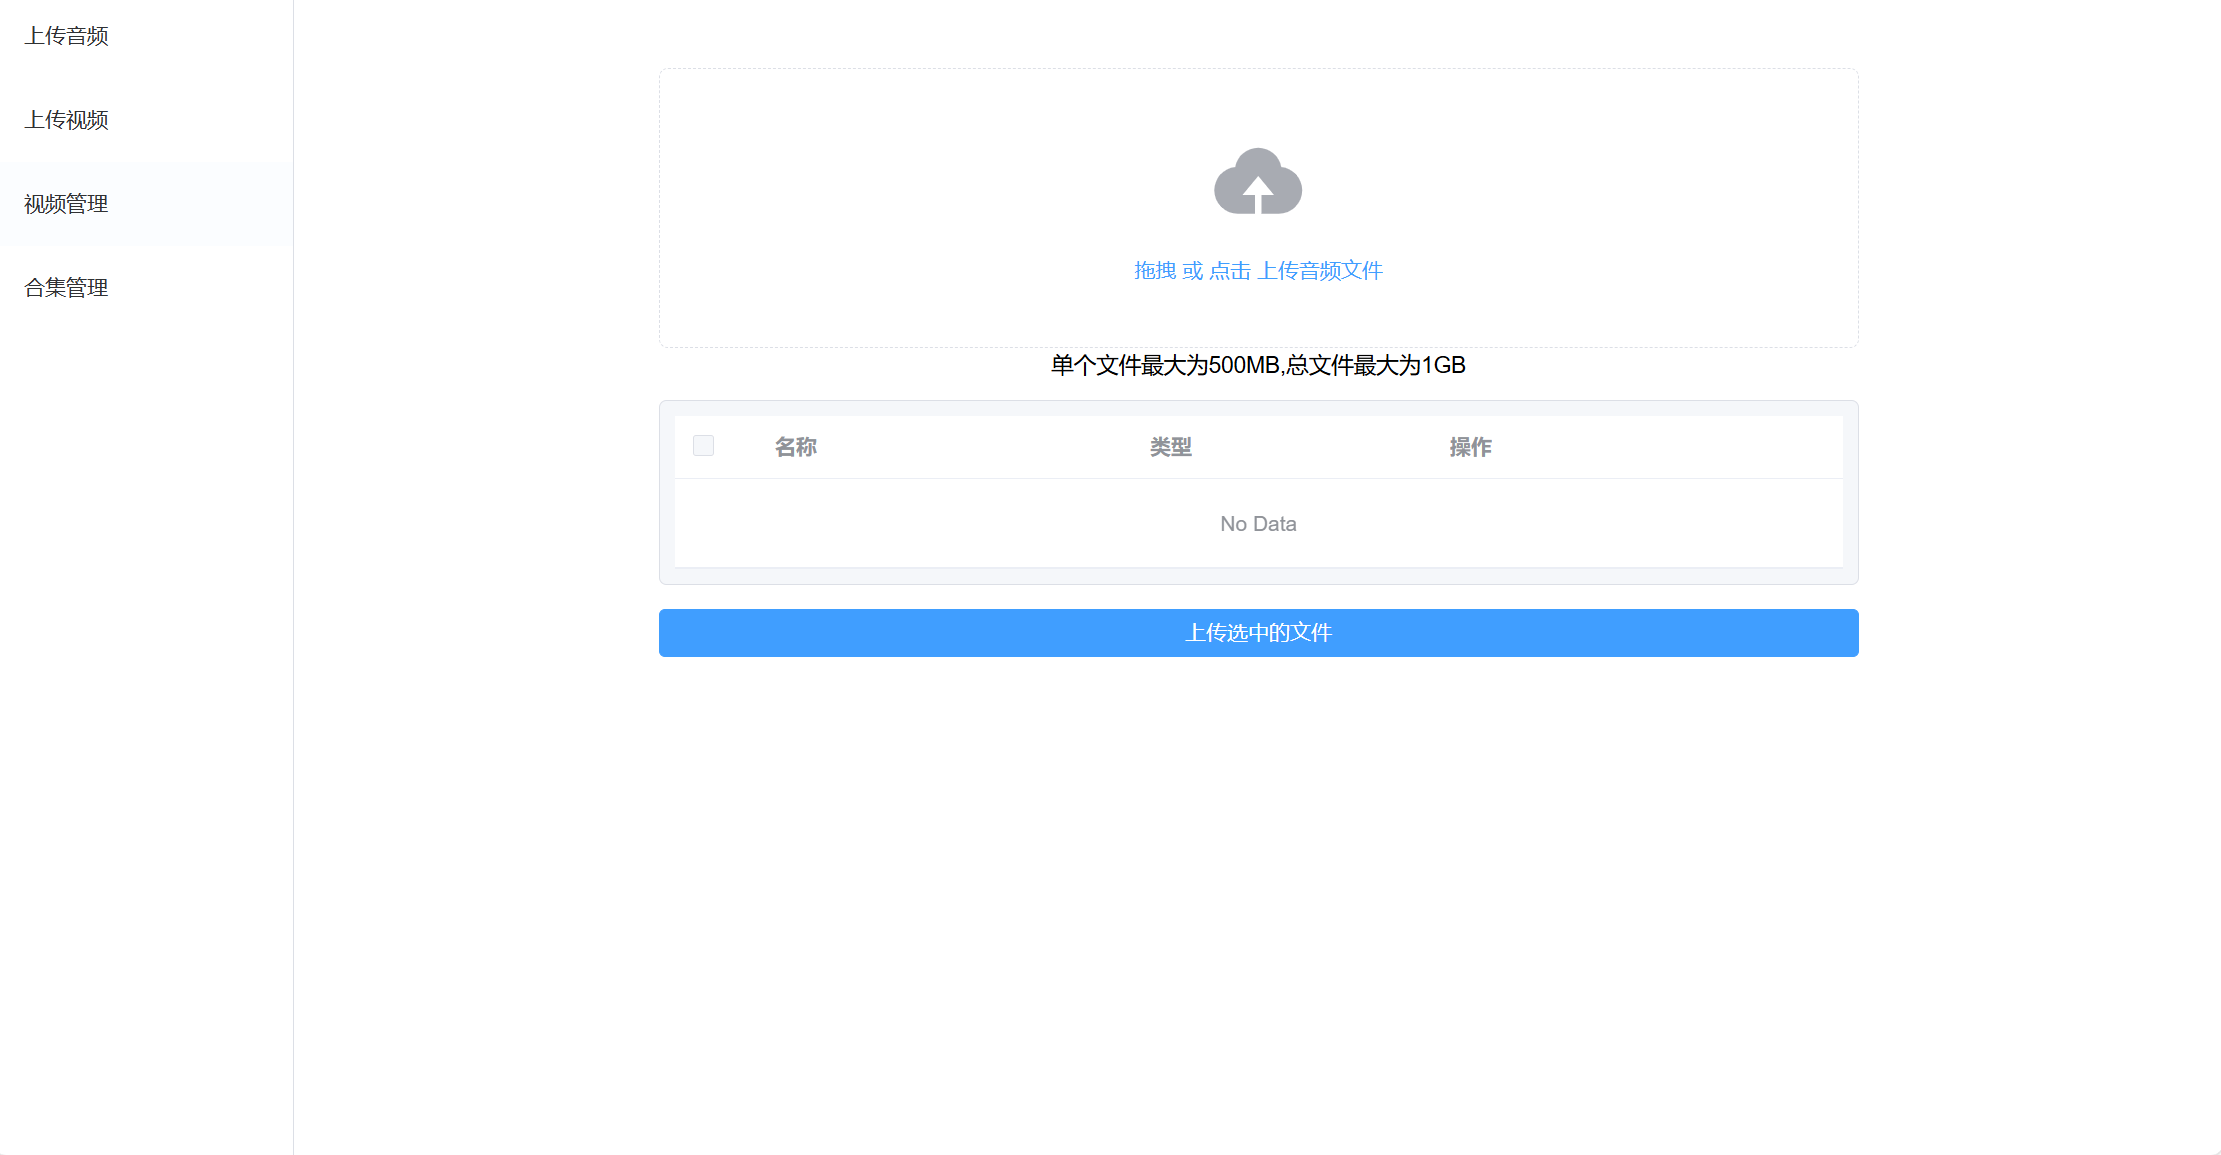 上传音频
上传视频
视频管理
合集管理
拖拽 或 点击 上传音频文件
单个文件最大为500MB,总文件最大为1GB
名称 类型 操作
No Data
上传选中的文件